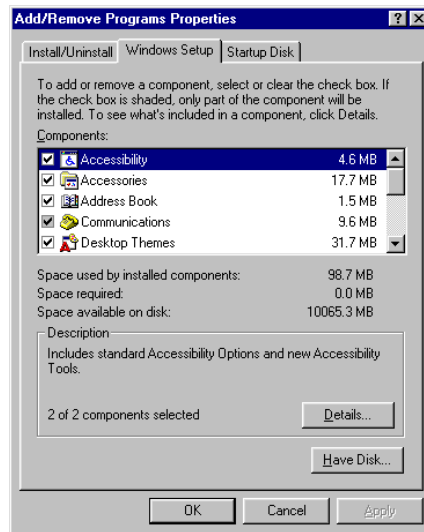 Add/Remove Programs Properties
Install/Uninstall Windows Setup Startup Disk
To add or remove a component, select or clear the check box. If
the check box is shaded, only part of the component will be
installed. To see what's included in a component, click Details.
Components:
Accessibility 4.6 MB
Accessories 17.7 MB
Address Book 1.5 MB
Communications 9.6 MB
Desktop Themes 31.7 MB
Space used by installed components: 98.7 MB
Space required: 0.0 MB
Space available on disk: 10065.3 MB
Description
Includes standard Accessibility Options and new Accessibility
Tools.
2 of 2 components selected Details...
Have Disk...
OK Cancel Apply